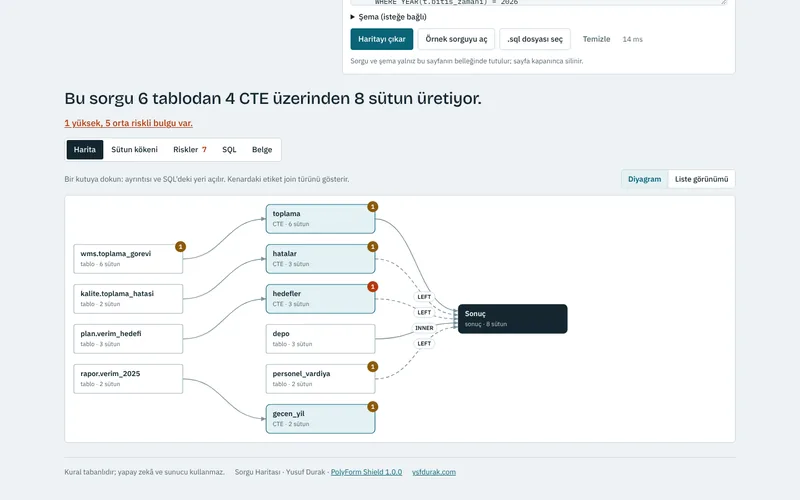 WHERE YEAR(t.bitis_zamani) = 2026
▶ Şema (isteğe bağlı)
Haritayı çıkar
Örnek sorguyu aç
.sql dosyası seç
Temizle
14 ms
Sorgu ve şema yalnız bu sayfanın belleğinde tutulur; sayfa kapanınca silinir.
Bu sorgu 6 tablodan 4 CTE üzerinden 8 sütun üretiyor.
1 yüksek, 5 orta riskli bulgu var.
Harita
Sütun kökeni
Riskler 7
SQL
Belge
Bir kutuya dokun: ayrıntısı ve SQL'deki yeri açılır. Kenardaki etiket join türünü gösterir.
Diyagram
Liste görünümü
wms.toplama_gorevi
tablo · 6 sütun
1
kalite.toplama_hatasi
tablo · 2 sütun
plan.verim_hedefi
tablo · 3 sütun
rapor.verim_2025
tablo · 2 sütun
toplama
CTE · 6 sütun
1
hatalar
CTE · 3 sütun
1
hedefler
CTE · 3 sütun
1
depo
tablo · 3 sütun
personel_vardiya
tablo · 2 sütun
1
gecen_yil
CTE · 2 sütun
1
LEFT
LEFT
INNER
LEFT
Sonuç
sonuç · 8 sütun
Kural tabanlıdır; yapay zekâ ve sunucu kullanmaz.
Sorgu Haritası · Yusuf Durak · PolyForm Shield 1.0.0
ysfdurak.com